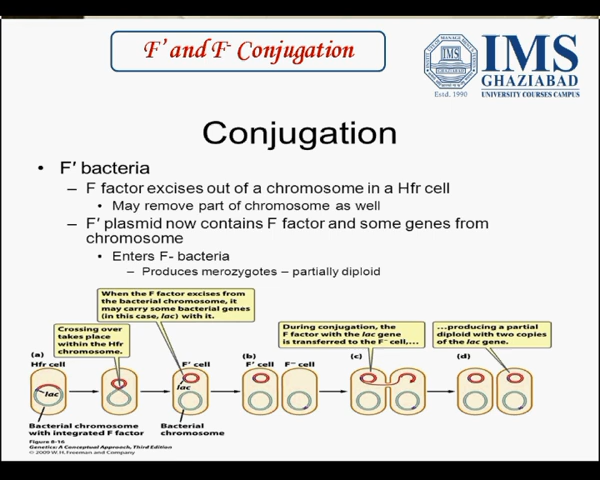 F' and F- Conjugation
IMS
GHAZIABAD
UNIVERSITY COURSES CAMPUS
Estd. 1990
Conjugation
• F′ bacteria
– F factor excises out of a chromosome in a Hfr cell
• May remove part of chromosome as well
– F′ plasmid now contains F factor and some genes from
chromosome
• Enters F- bacteria
– Produces merozygotes – partially diploid
When the F factor excises from
the bacterial chromosome, it
may carry some bacterial genes
(in this case, lac) with it.
Crossing over
takes place
within the Hfr
chromosome.
During conjugation, the
F factor with the lac gene
is transferred to the F– cell,...
...producing a partial
diploid with two copies
of the lac gene.
(a)
Hfr cell
F′ cell
(b)
F′ cell
F– cell
(c)
(d)
lac
lac
Bacterial chromosome
with integrated F factor
Bacterial
chromosome
Figure 8-16
Genetics: A Conceptual Approach, Third Edition
© 2009 W. H. Freeman and Company